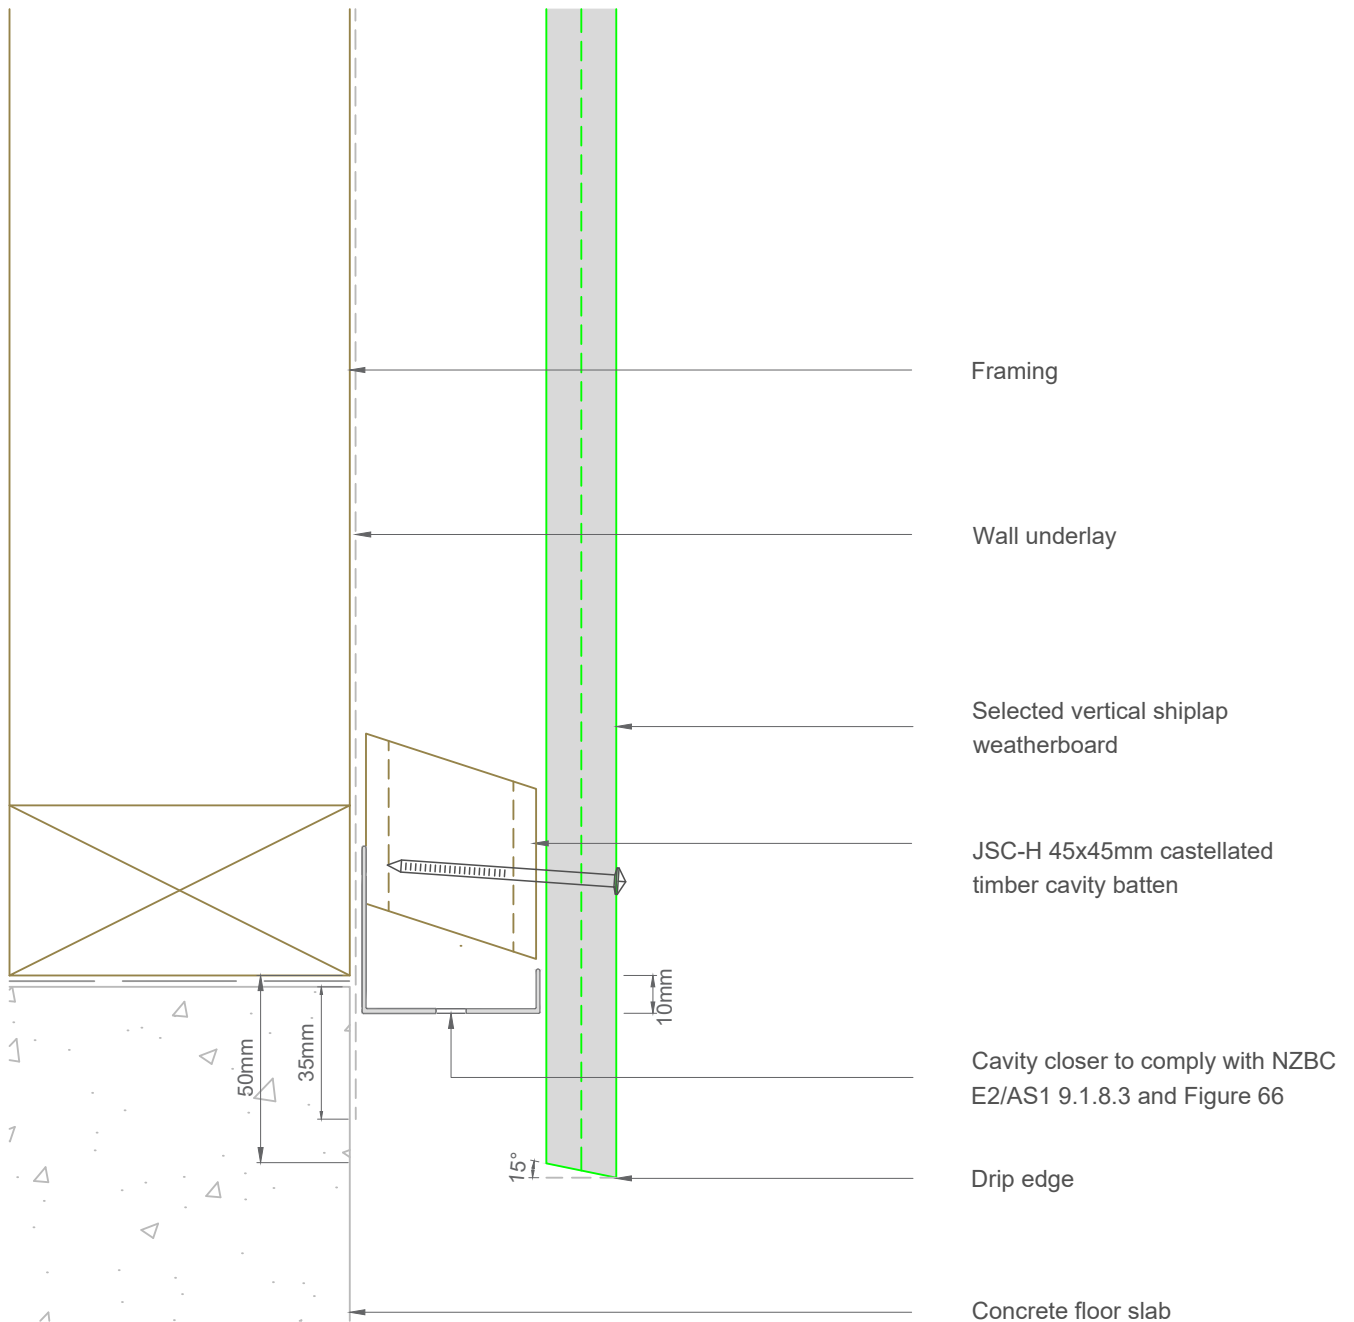 Framing
Wall underlay
Selected vertical shiplap
weatherboard
JSC-H 45x45mm castellated
timber cavity batten
10mm
35mm
50mm
Cavity closer to comply with NZBC
E2/AS1 9.1.8.3 and Figure 66
15°
Drip edge
Concrete floor slab